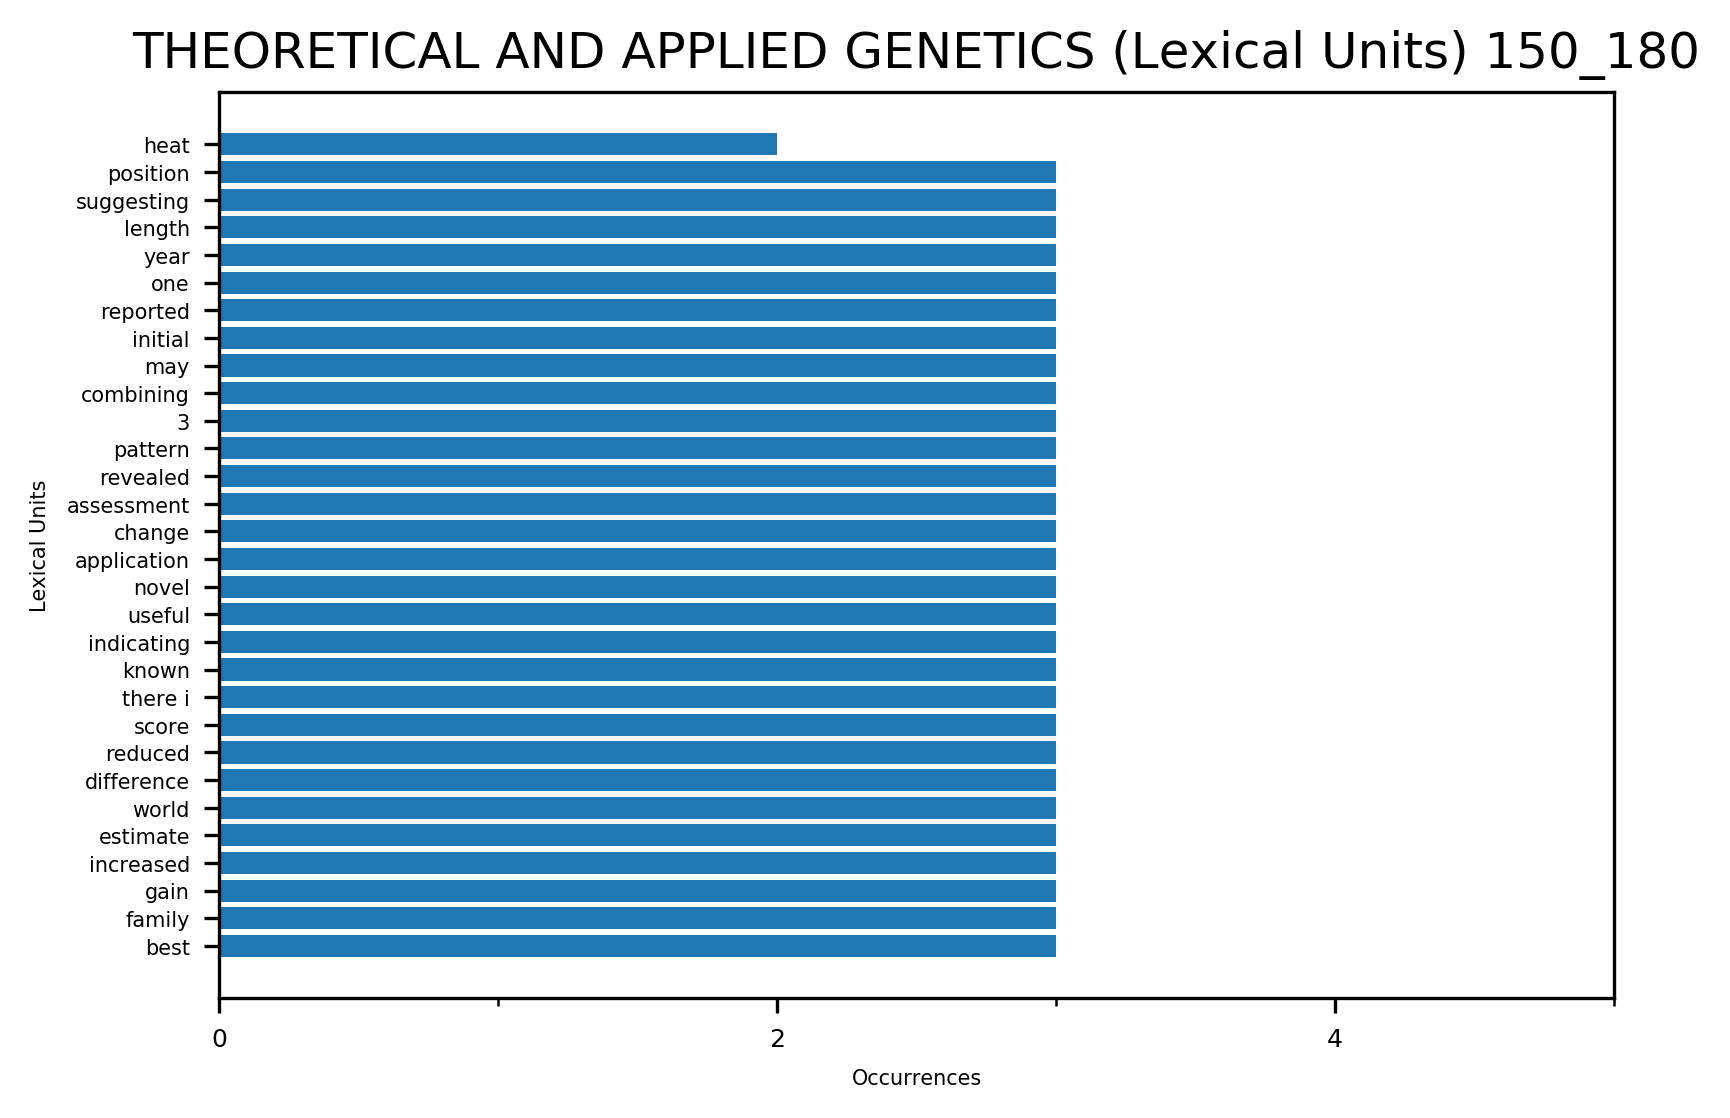 THEORETICAL AND APPLIED GENETICS (Lexical Units) 150_180
heat
position
suggesting
length
year
one
reported
initial
may
combining
3
pattern
revealed
assessment
change
application
novel
useful
indicating
known
there i
score
reduced
difference
world
estimate
increased
gain
family
best
Lexical Units
0 2 4
Occurrences